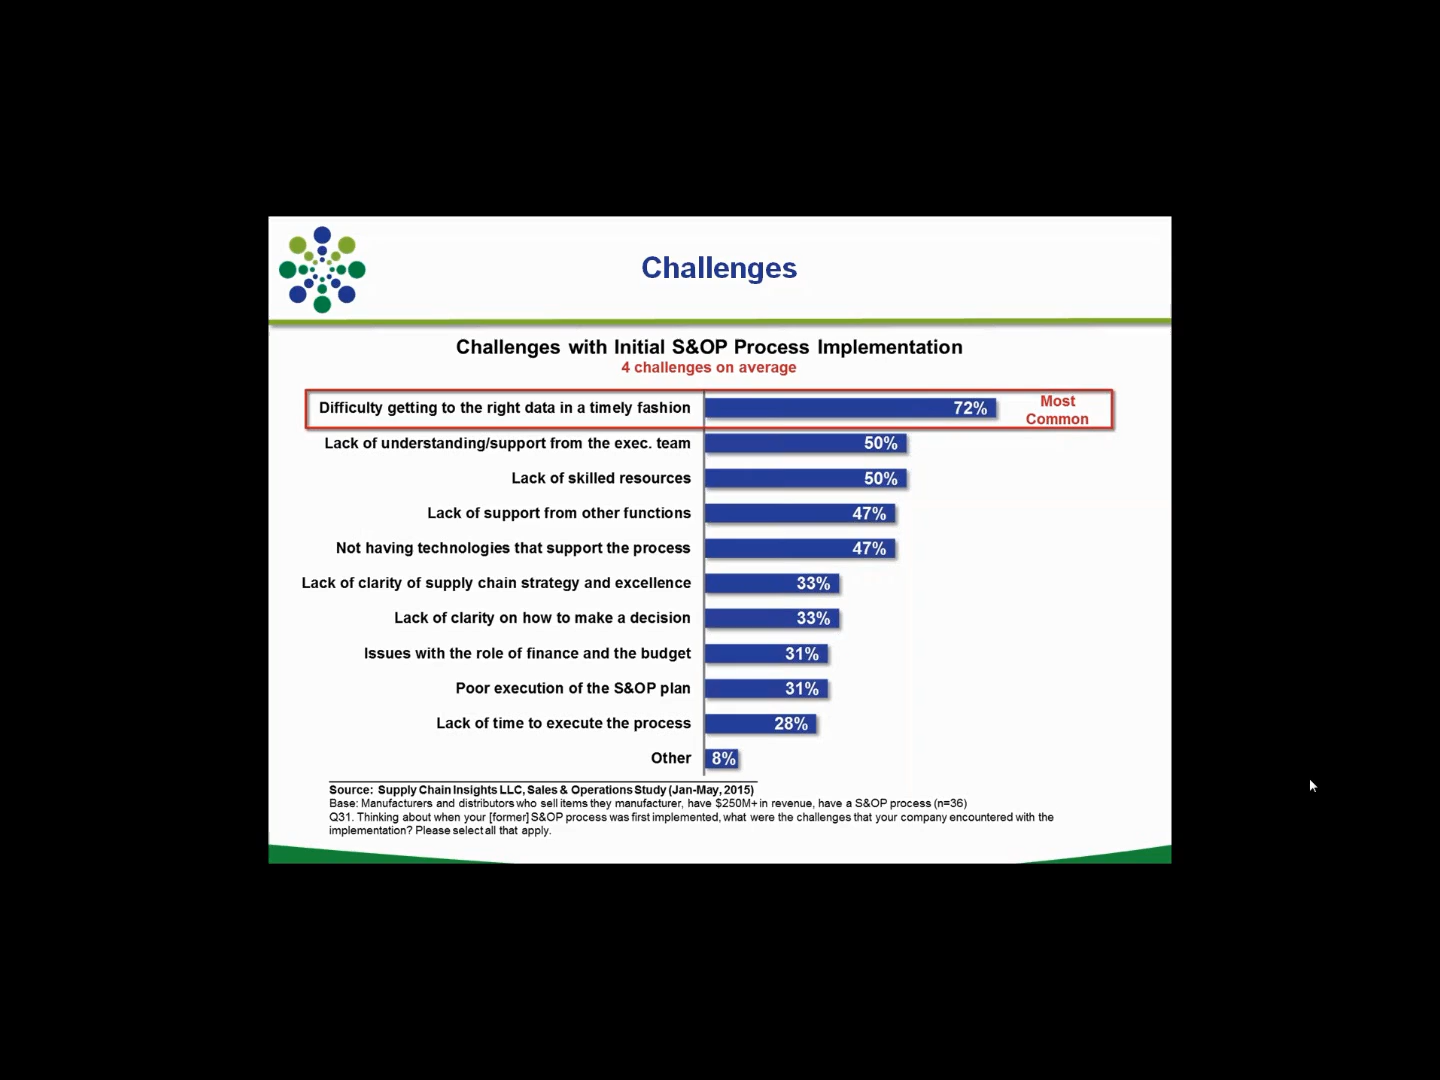 Challenges
Challenges with Initial S&OP Process Implementation
4 challenges on average
Difficulty getting to the right data in a timely fashion 72% Most Common
Lack of understanding/support from the exec. team 50%
Lack of skilled resources 50%
Lack of support from other functions 47%
Not having technologies that support the process 47%
Lack of clarity of supply chain strategy and excellence 33%
Lack of clarity on how to make a decision 33%
Issues with the role of finance and the budget 31%
Poor execution of the S&OP plan 31%
Lack of time to execute the process 28%
Other 8%
Source: Supply Chain Insights LLC, Sales & Operations Study (Jan-May, 2015)
Base: Manufacturers and distributors who sell items they manufacturer, have $250M+ in revenue, have a S&OP process (n=36)
Q31. Thinking about when your [former] S&OP process was first implemented, what were the challenges that your company encountered with the
implementation? Please select all that apply.